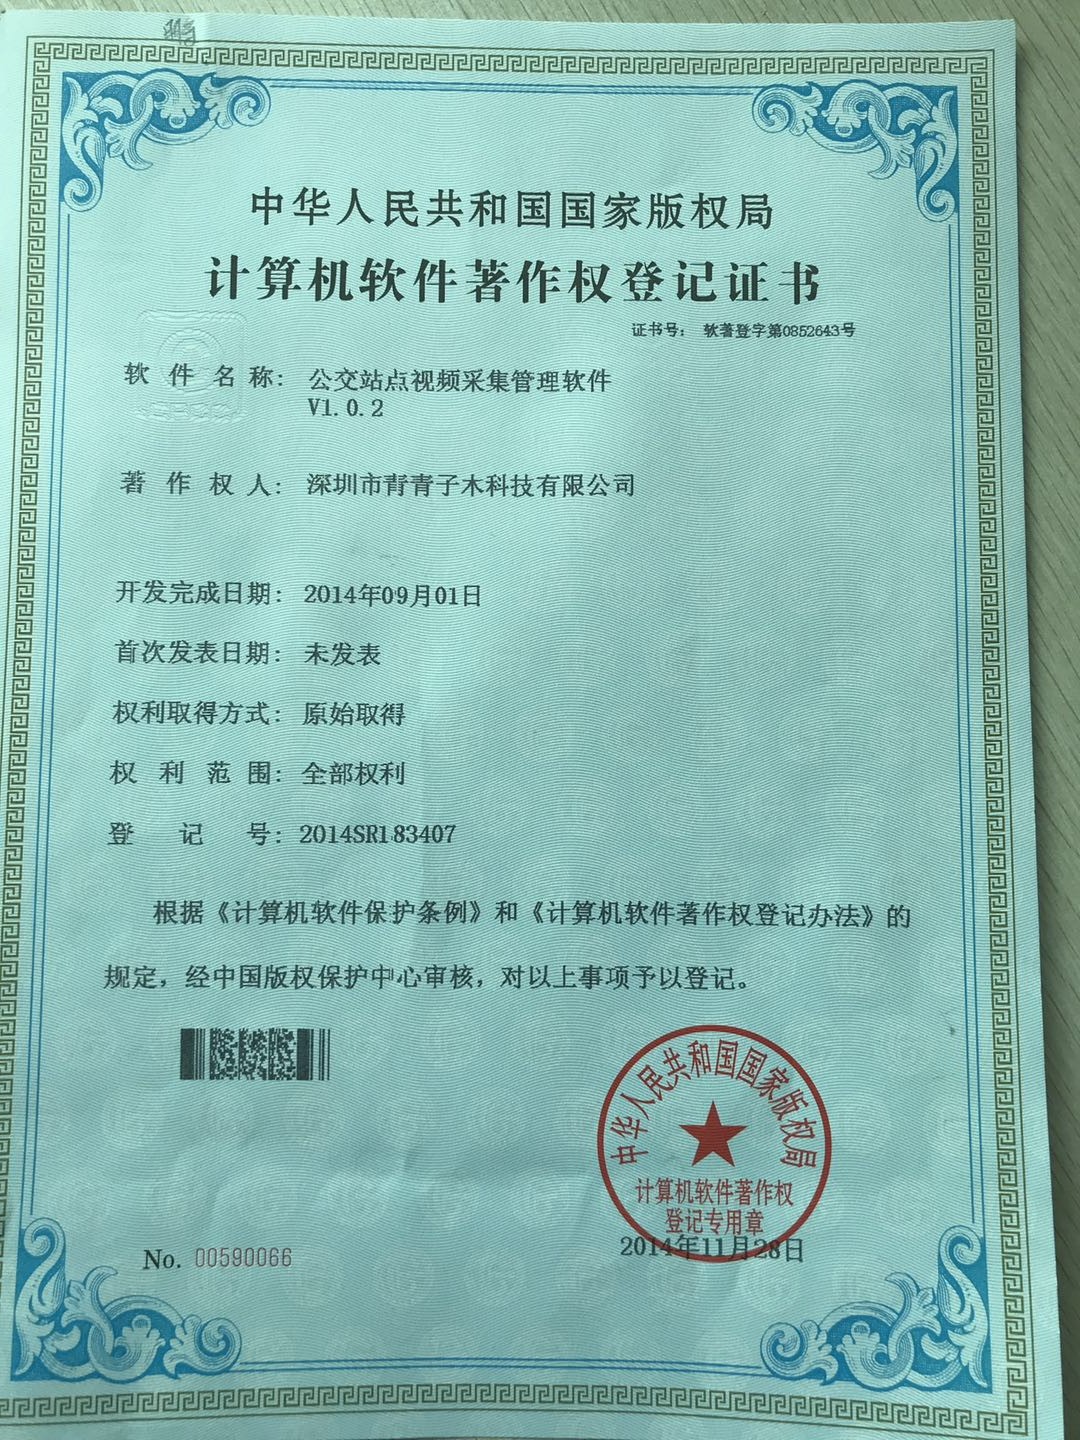 中华人民共和国国家版权局
计算机软件著作权登记证书
证书号： 软著登字第0852643号
软件名称： 公交站点视频采集管理软件
V1.0.2
著作权人： 深圳市青青子木科技有限公司
开发完成日期： 2014年09月01日
首次发表日期： 未发表
权利取得方式： 原始取得
权利范围： 全部权利
登记号： 2014SR183407
根据《计算机软件保护条例》和《计算机软件著作权登记办法》的
规定，经中国版权保护中心审核，对以上事项予以登记。
中华人民共和国国家版权局
计算机软件著作权
登记专用章
2014年11月28日
No. 00590066